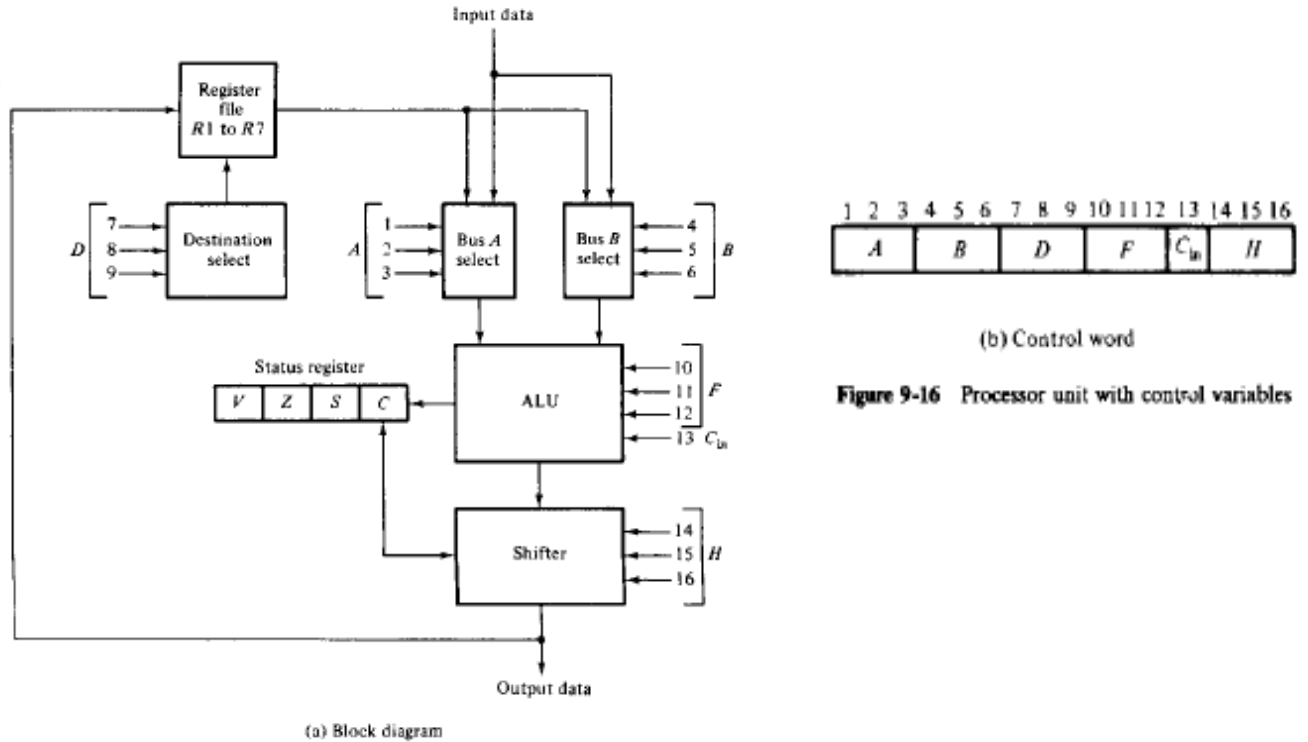 Input data
Register
file
R1 to R7
D
7
8
9
Destination
select
A
1
2
3
Bus A
select
Bus B
select
4
5
6
B
Status register
V Z S C
ALU
10
11
12
F
13 C_in
Shifter
14
15
16
H
Output data
(a) Block diagram
1 2 3 4 5 6 7 8 9 10 11 12 13 14 15 16
A B D F C_in H
(b) Control word
Figure 9-16 Processor unit with control variables